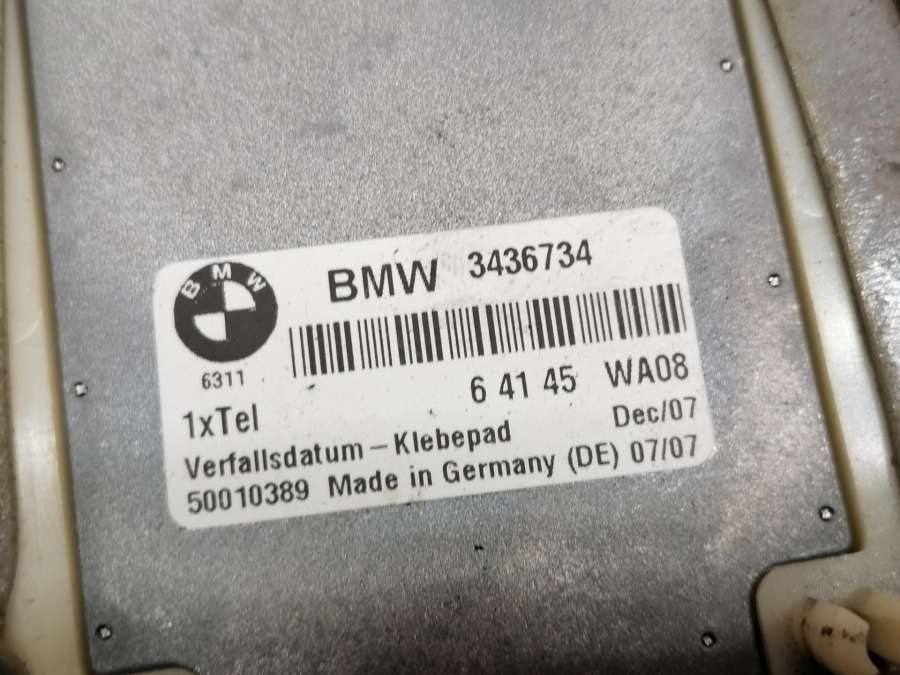 BMW
BMW 3436734
6311
6 41 45 WA08
1xTel
Dec/07
Verfallsdatum – Klebepad
50010389 Made in Germany (DE) 07/07